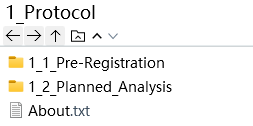 1_Protocol
1_1_Pre-Registration
1_2_Planned_Analysis
About.txt